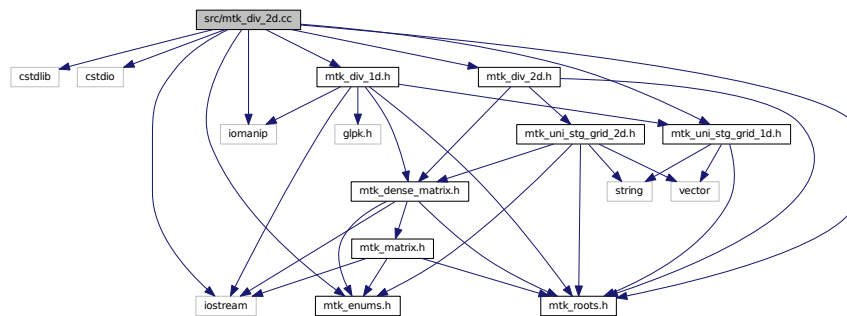 src/mtk_div_2d.cc
cstdlib
cstdio
mtk_div_1d.h
mtk_div_2d.h
iomanip
glpk.h
mtk_uni_stg_grid_2d.h
mtk_uni_stg_grid_1d.h
mtk_dense_matrix.h
string
vector
mtk_matrix.h
iostream
mtk_enums.h
mtk_roots.h